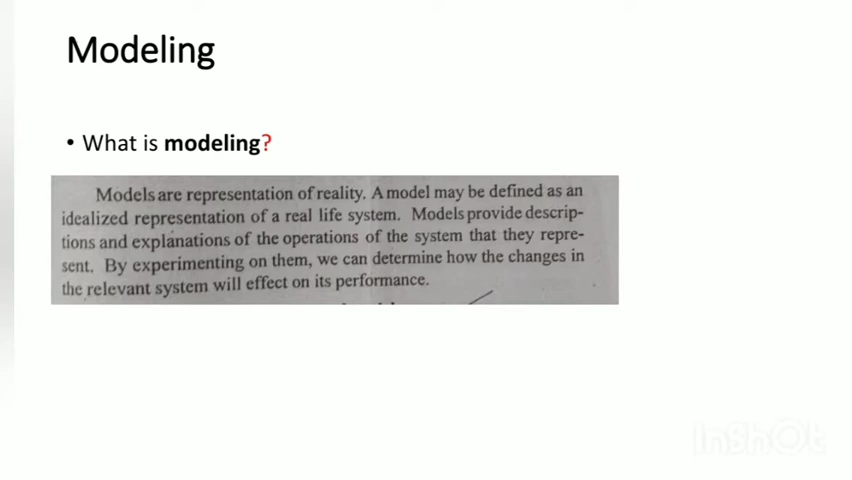 Modeling
• What is modeling?
Models are representation of reality. A model may be defined as an
idealized representation of a real life system. Models provide descrip-
tions and explanations of the operations of the system that they repre-
sent. By experimenting on them, we can determine how the changes in
the relevant system will effect on its performance.
InShOt